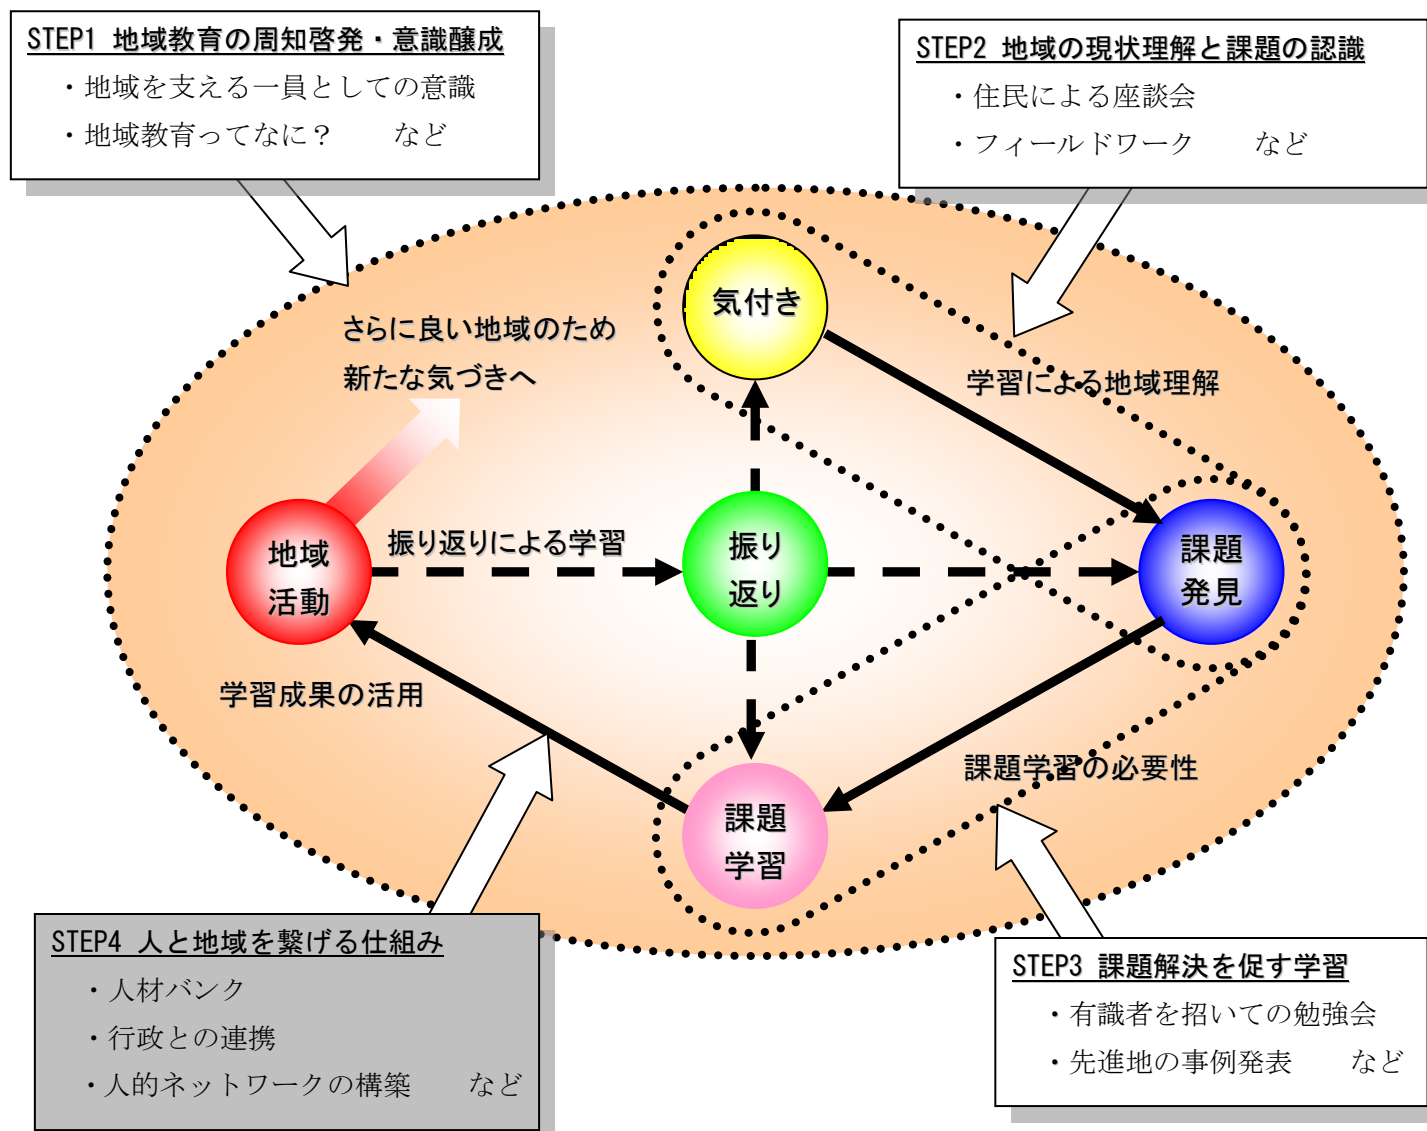 STEP1 地域教育の周知啓発・意識醸成
・地域を支える一員としての意識
・地域教育ってなに？　　など
STEP2 地域の現状理解と課題の認識
・住民による座談会
・フィールドワーク　　など
気付き
さらに良い地域のため
新たな気づきへ
学習による地域理解
地域
活動
振り返りによる学習
振り
返り
課題
発見
学習成果の活用
課題学習の必要性
課題
学習
STEP4 人と地域を繋げる仕組み
・人材バンク
・行政との連携
・人的ネットワークの構築　　など
STEP3 課題解決を促す学習
・有識者を招いての勉強会
・先進地の事例発表　　など